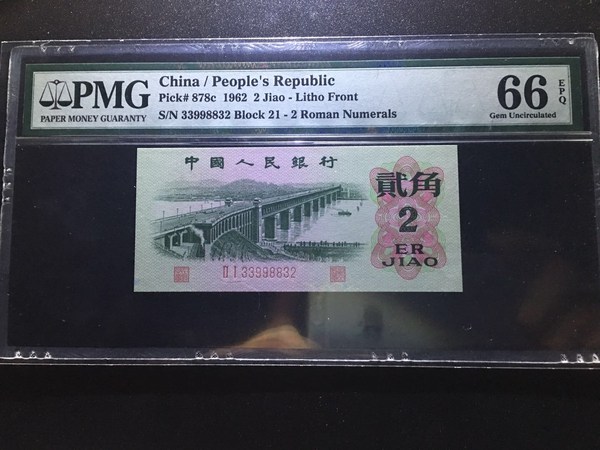 PMG
PAPER MONEY GUARANTY
China / People's Republic
Pick# 878c 1962 2 Jiao - Litho Front
S/N 33998832 Block 21 - 2 Roman Numerals
66 EPQ
Gem Uncirculated
中國人民銀行
貳角
2
ER
JIAO
II I 33998832